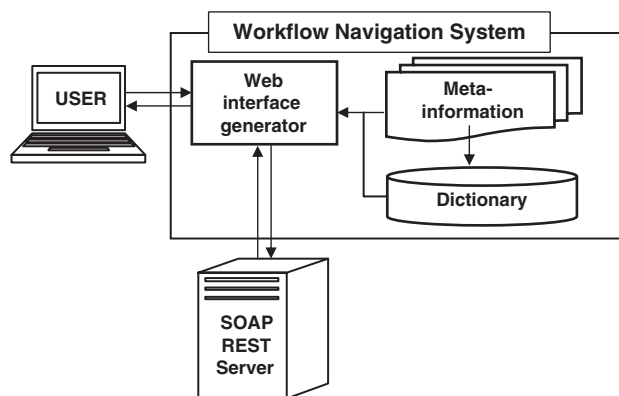 Workflow Navigation System
USER
Web
interface
generator
Meta-
information
Dictionary
SOAP
REST
Server